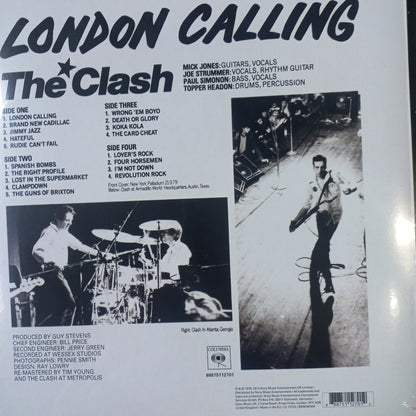 LONDON CALLING
The★Clash
MICK JONES:GUITARS, VOCALS
JOE STRUMMER:VOCALS, RHYTHM GUITAR
PAUL SIMONON:BASS, VOCALS
TOPPER HEADON:DRUMS, PERCUSSION
SIDE ONE
1. LONDON CALLING
2. BRAND NEW CADILLAC
3. JIMMY JAZZ
4. HATEFUL
5. RUDIE CAN'T FAIL
SIDE TWO
1. SPANISH BOMBS
2. THE RIGHT PROFILE
3. LOST IN THE SUPERMARKET
4. CLAMPDOWN
5. THE GUNS OF BRIXTON
SIDE THREE
1. WRONG 'EM BOYO
2. DEATH OR GLORY
3. KOKA KOLA
4. THE CARD CHEAT
SIDE FOUR
1. LOVER'S ROCK
2. FOUR HORSEMEN
3. I'M NOT DOWN
4. REVOLUTION ROCK
Front Cover: New York Palladium 21.9.79
Below: Clash at Armadillo World Headquarters, Austin, Texas.
Right: Clash in Atlanta, Georgia
PRODUCED BY GUY STEVENS
CHIEF ENGINEER: BILL PRICE
SECOND ENGINEER: JERRY GREEN
RECORDED AT WESSEX STUDIOS
PHOTOGRAPHS: PENNIE SMITH
DESIGN: RAY LOWRY
RE-MASTERED BY TIM YOUNG
AND THE CLASH AT METROPOLIS
COLUMBIA
88875112701